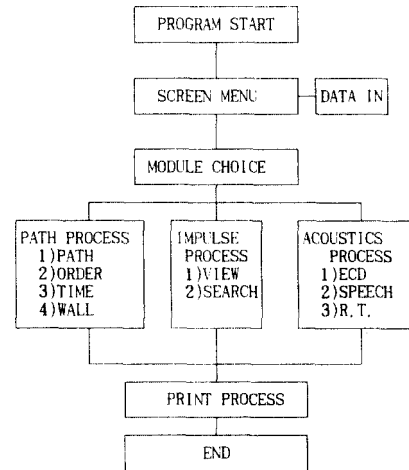 PROGRAM START
SCREEN MENU
DATA IN
MODULE CHOICE
PATH PROCESS
1)PATH
2)ORDER
3)TIME
4)WALL
IMPULSE
PROCESS
1)VIEW
2)SEARCH
ACOUSTICS
PROCESS
1)ECD
2)SPEECH
3)R.T.
PRINT PROCESS
END